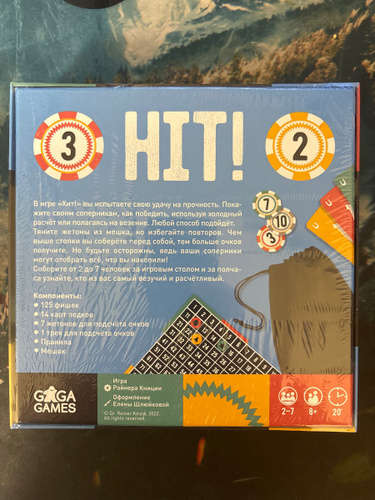 3
HIT!
2
В игре «Хит!» вы испытаете свою удачу на прочность. Пока-
жите своим соперникам, как победить, используя холодный
расчёт или полагаясь на везение. Любой способ подойдёт.
Тяните жетоны из мешка, но избегайте повторов. Чем
выше стопки вы соберёте перед собой, тем больше очков
получите. Но будьте осторожны, ведь ваши соперники
могут отобрать всё, что вы накопили!
Соберите от 2 до 7 человек за игровым столом и за полча-
са узнайте, кто из вас самый везучий и расчётливый.
7
10
3
Компоненты:
• 125 фишек
• 14 карт подков
• 7 жетонов для подсчёта очков
• 1 трек для подсчёта очков
• Правила
• Мешок
GAGA
GAMES
Игра
Райнера Книции
Оформление
Елены Шлюйковой
© Dr. Reiner Knizia, 2022
All rights reserved.
2–7
8+
20'